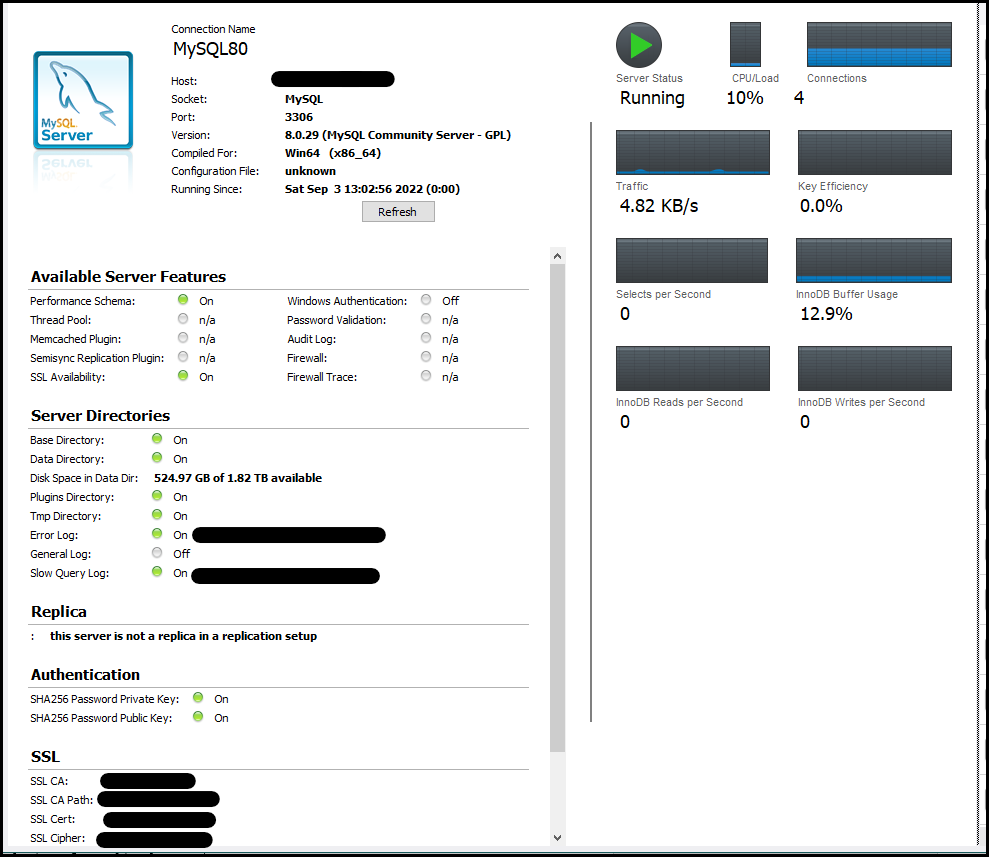 Connection Name
MySQL80
MySQL
Server
Host:
Socket: MySQL
Port: 3306
Version: 8.0.29 (MySQL Community Server - GPL)
Compiled For: Win64 (x86_64)
Configuration File: unknown
Running Since: Sat Sep 3 13:02:56 2022 (0:00)
Refresh
Available Server Features
Performance Schema: On Windows Authentication: Off
Thread Pool: n/a Password Validation: n/a
Memcached Plugin: n/a Audit Log: n/a
Semisync Replication Plugin: n/a Firewall: n/a
SSL Availability: On Firewall Trace: n/a
Server Directories
Base Directory: On
Data Directory: On
Disk Space in Data Dir: 524.97 GB of 1.82 TB available
Plugins Directory: On
Tmp Directory: On
Error Log: On
General Log: Off
Slow Query Log: On
Replica
: this server is not a replica in a replication setup
Authentication
SHA256 Password Private Key: On
SHA256 Password Public Key: On
SSL
SSL CA:
SSL CA Path:
SSL Cert:
SSL Cipher:
Server Status CPU/Load Connections
Running 10% 4
Traffic Key Efficiency
4.82 KB/s 0.0%
Selects per Second InnoDB Buffer Usage
0 12.9%
InnoDB Reads per Second InnoDB Writes per Second
0 0